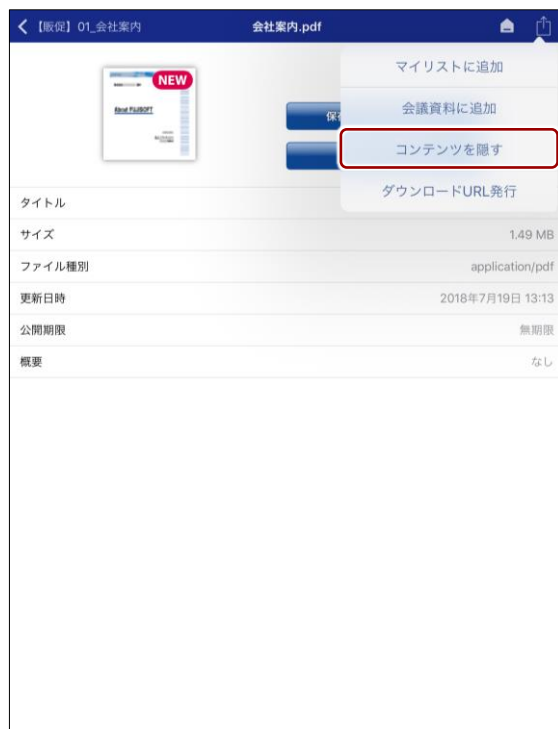 【販促】01_会社案内
会社案内.pdf
マイリストに追加
会議資料に追加
コンテンツを隠す
ダウンロードURL発行
NEW
About FUJISOFT
タイトル
サイズ
1.49 MB
ファイル種別
application/pdf
更新日時
2018年7月19日 13:13
公開期限
無期限
概要
なし